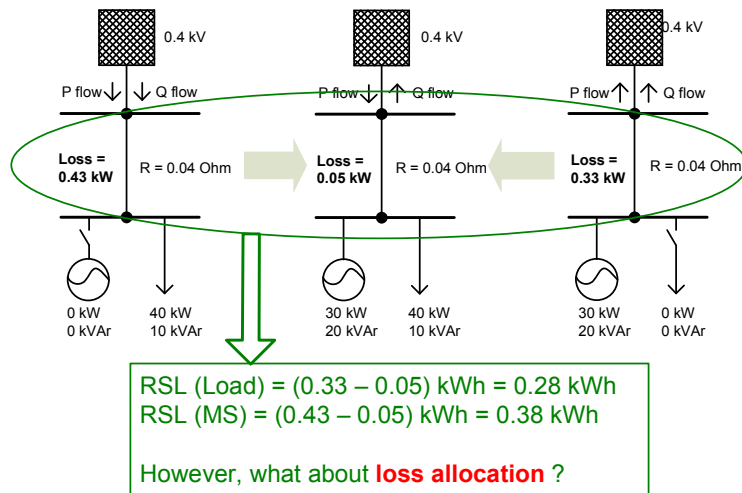 0.4 kV
0.4 kV
0.4 kV
P flow
Q flow
P flow
Q flow
P flow
Q flow
Loss =
0.43 kW
R = 0.04 Ohm
Loss =
0.05 kW
R = 0.04 Ohm
Loss =
0.33 kW
R = 0.04 Ohm
0 kW
0 kVAr
40 kW
10 kVAr
30 kW
20 kVAr
40 kW
10 kVAr
30 kW
20 kVAr
0 kW
0 kVAr
RSL (Load) = (0.33 – 0.05) kWh = 0.28 kWh
RSL (MS) = (0.43 – 0.05) kWh = 0.38 kWh
However, what about loss allocation ?